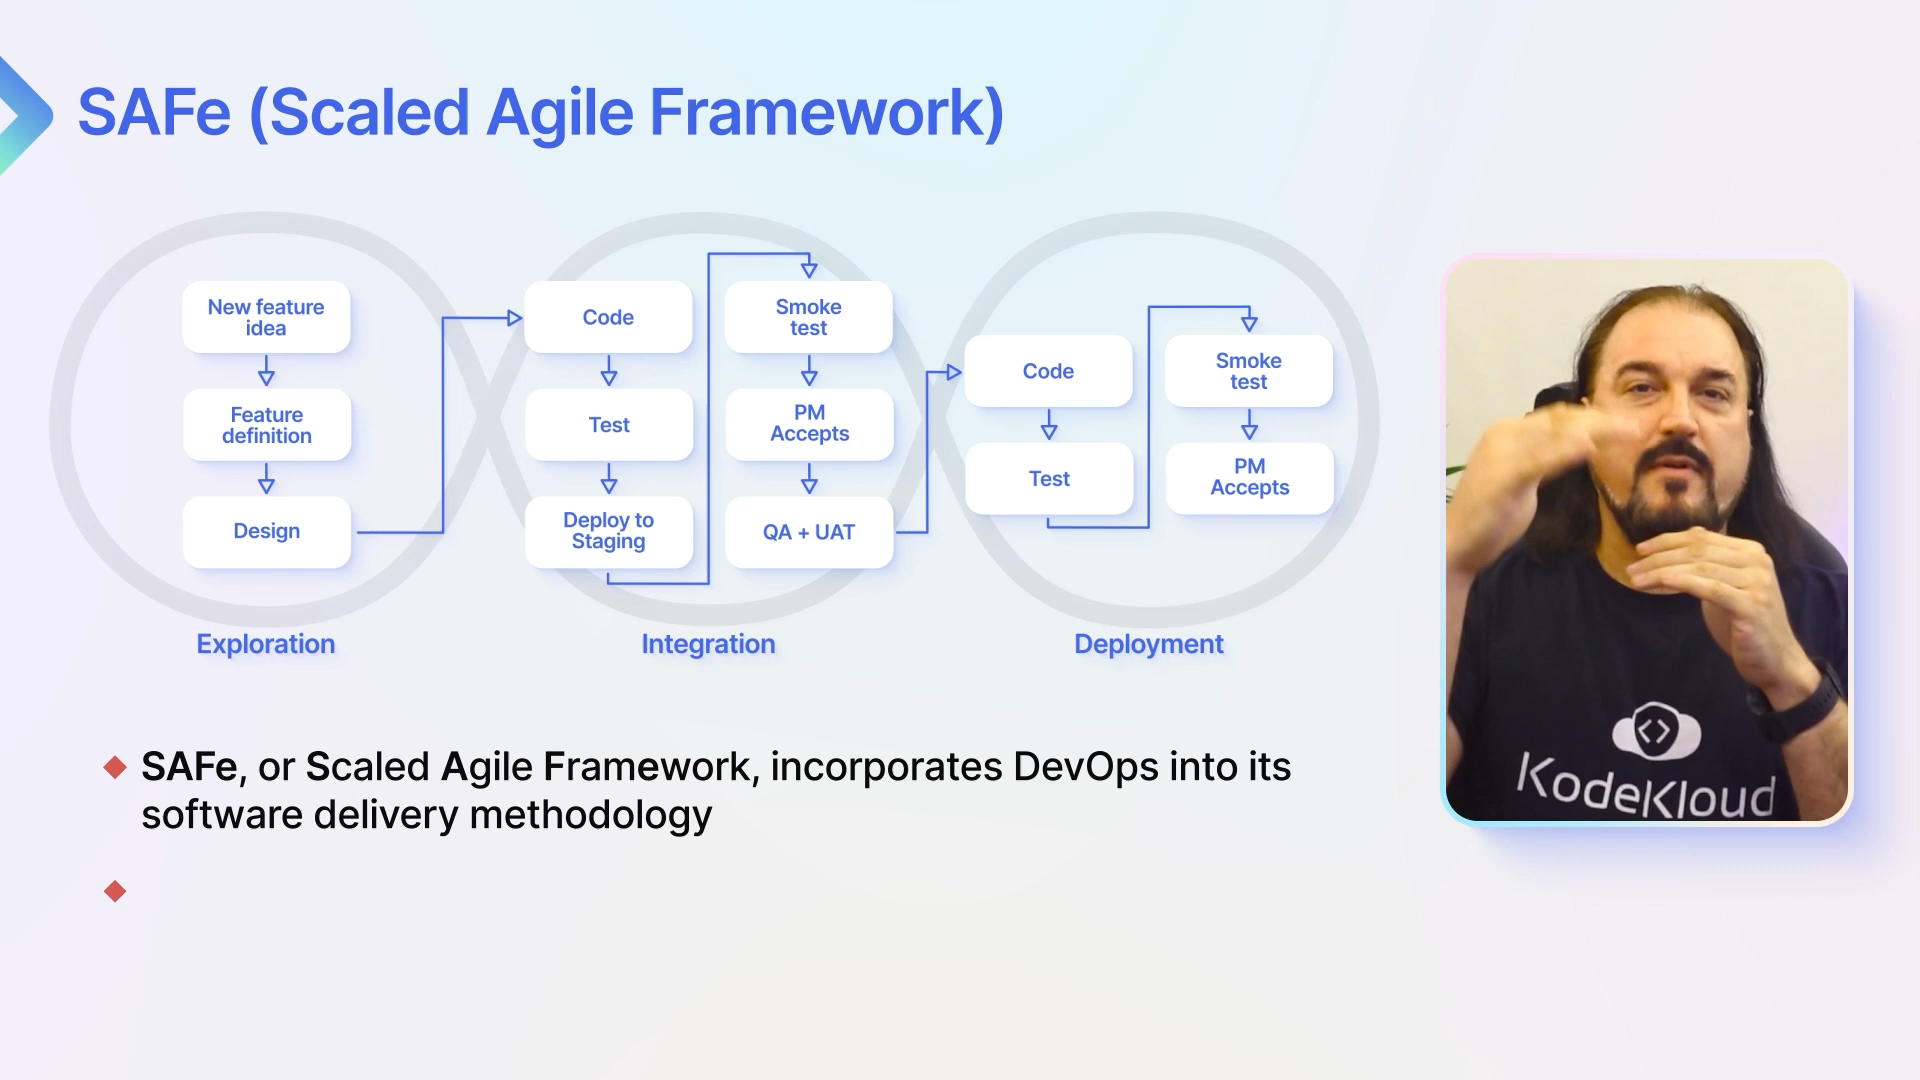 SAFe (Scaled Agile Framework)
New feature
idea
Feature
definition
Design
Code
Test
Deploy to
Staging
Smoke
test
PM
Accepts
QA + UAT
Code
Test
Smoke
test
PM
Accepts
Exploration
Integration
Deployment
SAFe, or Scaled Agile Framework, incorporates DevOps into its
software delivery methodology
KodeKloud